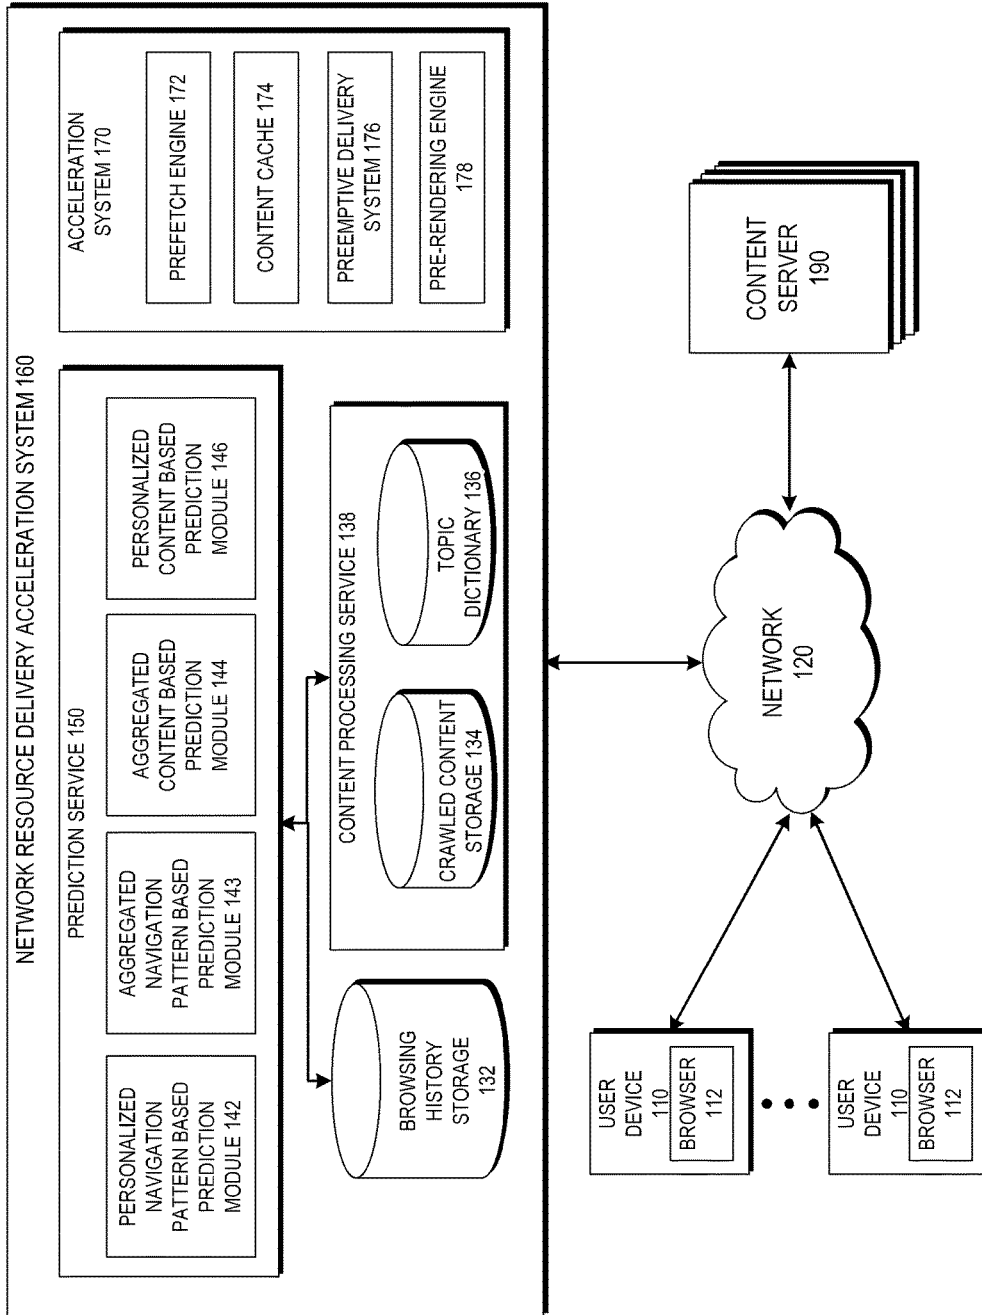 NETWORK RESOURCE DELIVERY ACCELERATION SYSTEM 160
PREDICTION SERVICE 150
PERSONALIZED
NAVIGATION
PATTERN BASED
PREDICTION
MODULE 142
AGGREGATED
NAVIGATION
PATTERN BASED
PREDICTION
MODULE 143
AGGREGATED
CONTENT BASED
PREDICTION
MODULE 144
PERSONALIZED
CONTENT BASED
PREDICTION
MODULE 146
ACCELERATION
SYSTEM 170
PREFETCH ENGINE 172
CONTENT CACHE 174
PREEMPTIVE DELIVERY
SYSTEM 176
PRE-RENDERING ENGINE
178
BROWSING
HISTORY
STORAGE
132
CONTENT PROCESSING SERVICE 138
CRAWLED CONTENT
STORAGE 134
TOPIC
DICTIONARY 136
USER
DEVICE
110
BROWSER
112
USER
DEVICE
110
BROWSER
112
NETWORK
120
CONTENT
SERVER
190